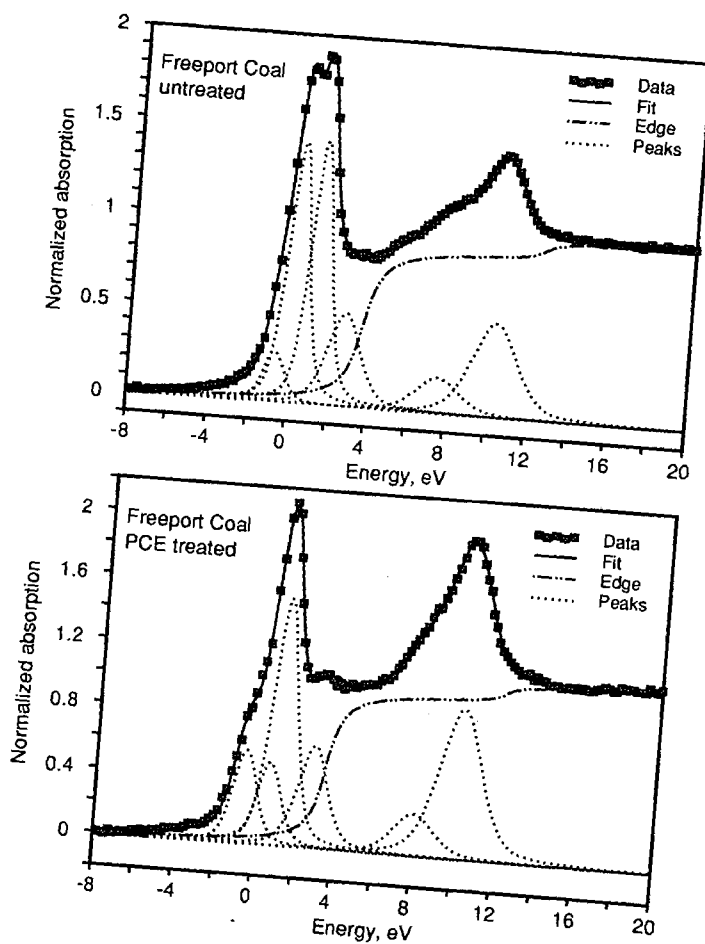 2
Freeport Coal
untreated
Data
Fit
Edge
Peaks
1.5
1
0.5
0
Normalized absorption
-8
-4
0
4
8
12
16
20
Energy, eV
2
Freeport Coal
PCE treated
Data
Fit
Edge
Peaks
1.6
1.2
0.8
0.4
0
Normalized absorption
-8
-4
0
4
8
12
16
20
Energy, eV